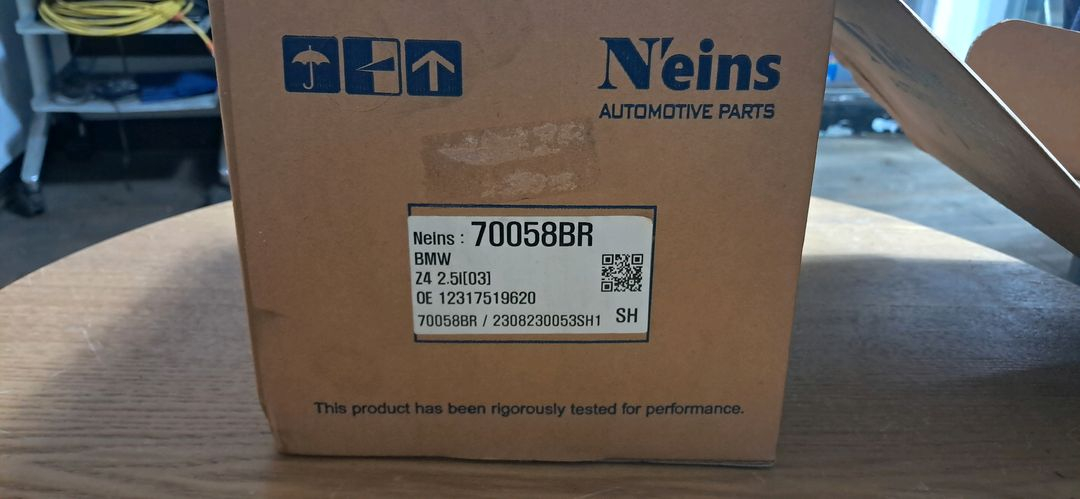 N'eins
AUTOMOTIVE PARTS
Neins : 70058BR
BMW
Z4 2.5I[03]
OE 12317519620
70058BR / 2308230053SH1 SH
This product has been rigorously tested for performance.